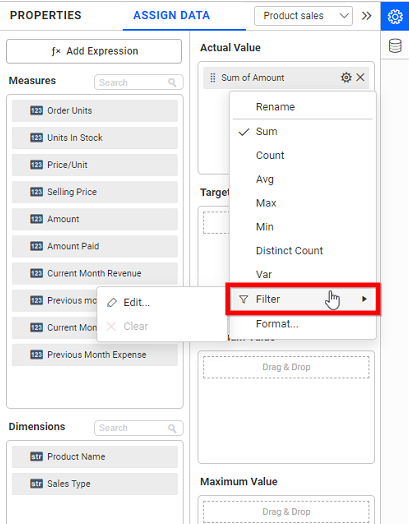 PROPERTIES
ASSIGN DATA
Product sales
ƒx Add Expression
Measures
Search
123 Order Units
123 Units In Stock
123 Price/Unit
123 Selling Price
123 Amount
123 Amount Paid
123 Current Month Revenue
123 Previous mo
123 Current Mon
123 Previous Month Expense
Edit...
Clear
Dimensions
Search
str Product Name
str Sales Type
Actual Value
Sum of Amount
Rename
Sum
Count
Avg
Max
Min
Distinct Count
Var
Filter
Format...
Target
Value
Drag & Drop
Maximum Value
Drag & Drop